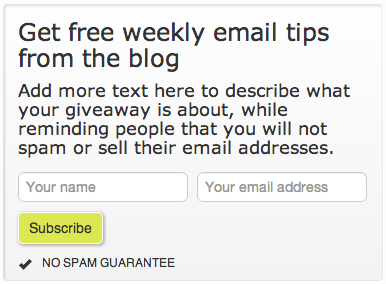 Get free weekly email tips
from the blog
Add more text here to describe what
your giveaway is about, while
reminding people that you will not
spam or sell their email addresses.
Your name Your email address
Subscribe
NO SPAM GUARANTEE